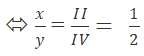 ⇔ x/y = II/IV = 1/2